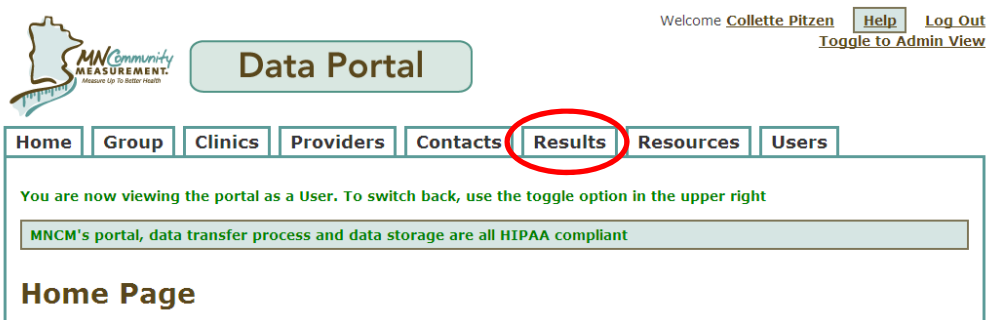 Welcome Collette Pitzen Help Log Out
Toggle to Admin View
MNCommunity
MEASUREMENT.
Measure Up To Better Health
Data Portal
Home Group Clinics Providers Contacts Results Resources Users
You are now viewing the portal as a User. To switch back, use the toggle option in the upper right
MNCM's portal, data transfer process and data storage are all HIPAA compliant
Home Page